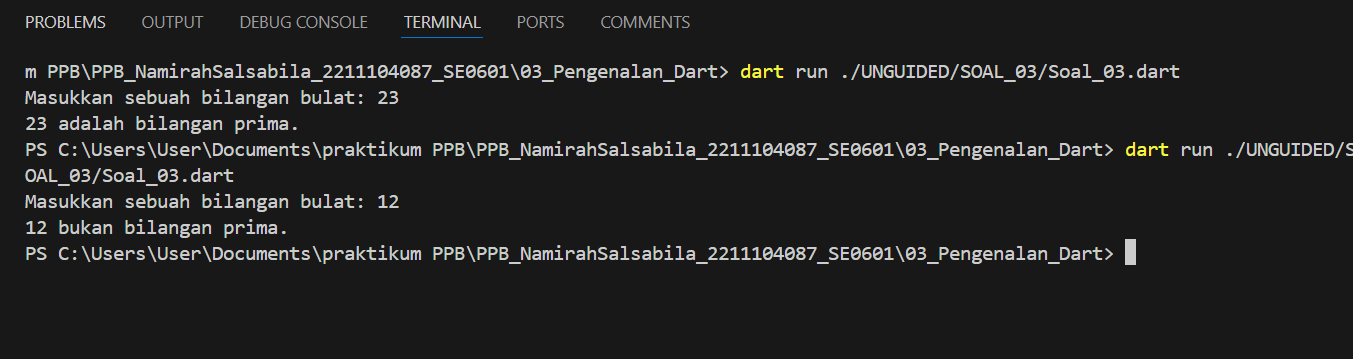 PROBLEMS OUTPUT DEBUG CONSOLE TERMINAL PORTS COMMENTS
m PPB\PPB_NamirahSalsabila_2211104087_SE0601\03_Pengenalan_Dart> dart run ./UNGUIDED/SOAL_03/Soal_03.dart
Masukkan sebuah bilangan bulat: 23
23 adalah bilangan prima.
PS C:\Users\User\Documents\praktikum PPB\PPB_NamirahSalsabila_2211104087_SE0601\03_Pengenalan_Dart> dart run ./UNGUIDED/S
OAL_03/Soal_03.dart
Masukkan sebuah bilangan bulat: 12
12 bukan bilangan prima.
PS C:\Users\User\Documents\praktikum PPB\PPB_NamirahSalsabila_2211104087_SE0601\03_Pengenalan_Dart>